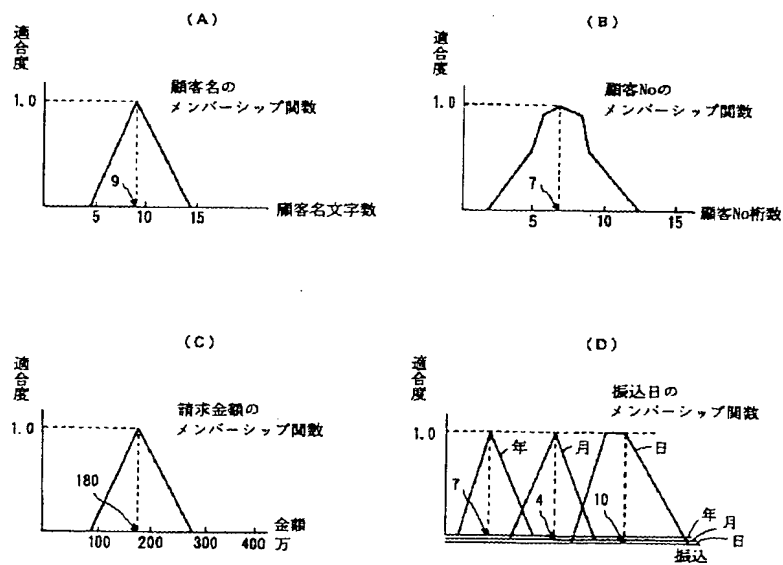 (A)
適合度
顧客名の
メンバーシップ関数
1.0
9
5 10 15
顧客名文字数
(B)
適合度
顧客Noの
メンバーシップ関数
1.0
7
5 10 15
顧客No桁数
(C)
適合度
請求金額の
メンバーシップ関数
1.0
180
100 200 300 400
金額
万
(D)
適合度
振込日の
メンバーシップ関数
1.0
年
月
日
7
4
10
年
月
日
振込